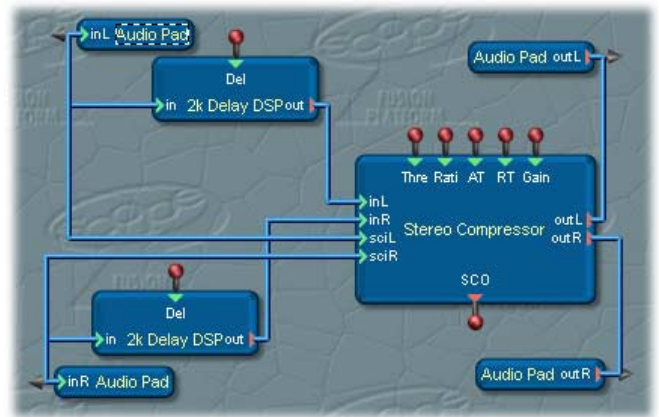 inL Audio Pad
Audio Pad outL
Del
in 2k Delay DSP out
Thre Rati AT RT Gain
inL
inR
sciL
sciR
Stereo Compressor
outL
outR
SCO
Del
in 2k Delay DSP out
inR Audio Pad
Audio Pad outR